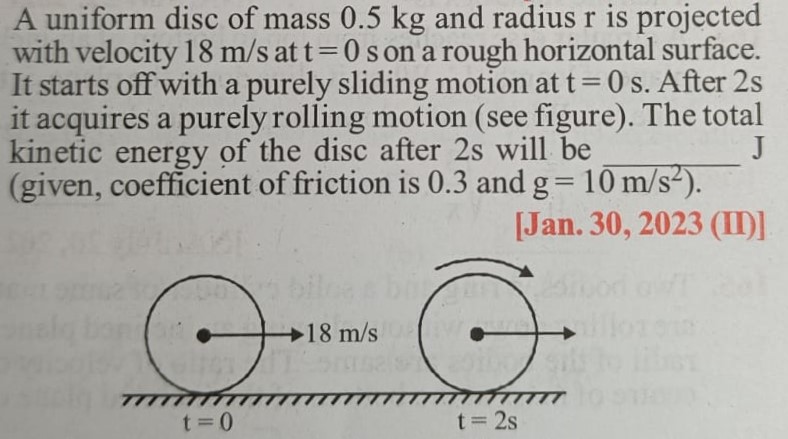 A uniform disc of mass 0.5 kg and radius r is projected
with velocity 18 m/s at t = 0 s on a rough horizontal surface.
It starts off with a purely sliding motion at t = 0 s. After 2s
it acquires a purely rolling motion (see figure). The total
kinetic energy of the disc after 2s will be __________ J
(given, coefficient of friction is 0.3 and g = 10 m/s²).
[Jan. 30, 2023 (II)]
18 m/s
t = 0 t = 2s